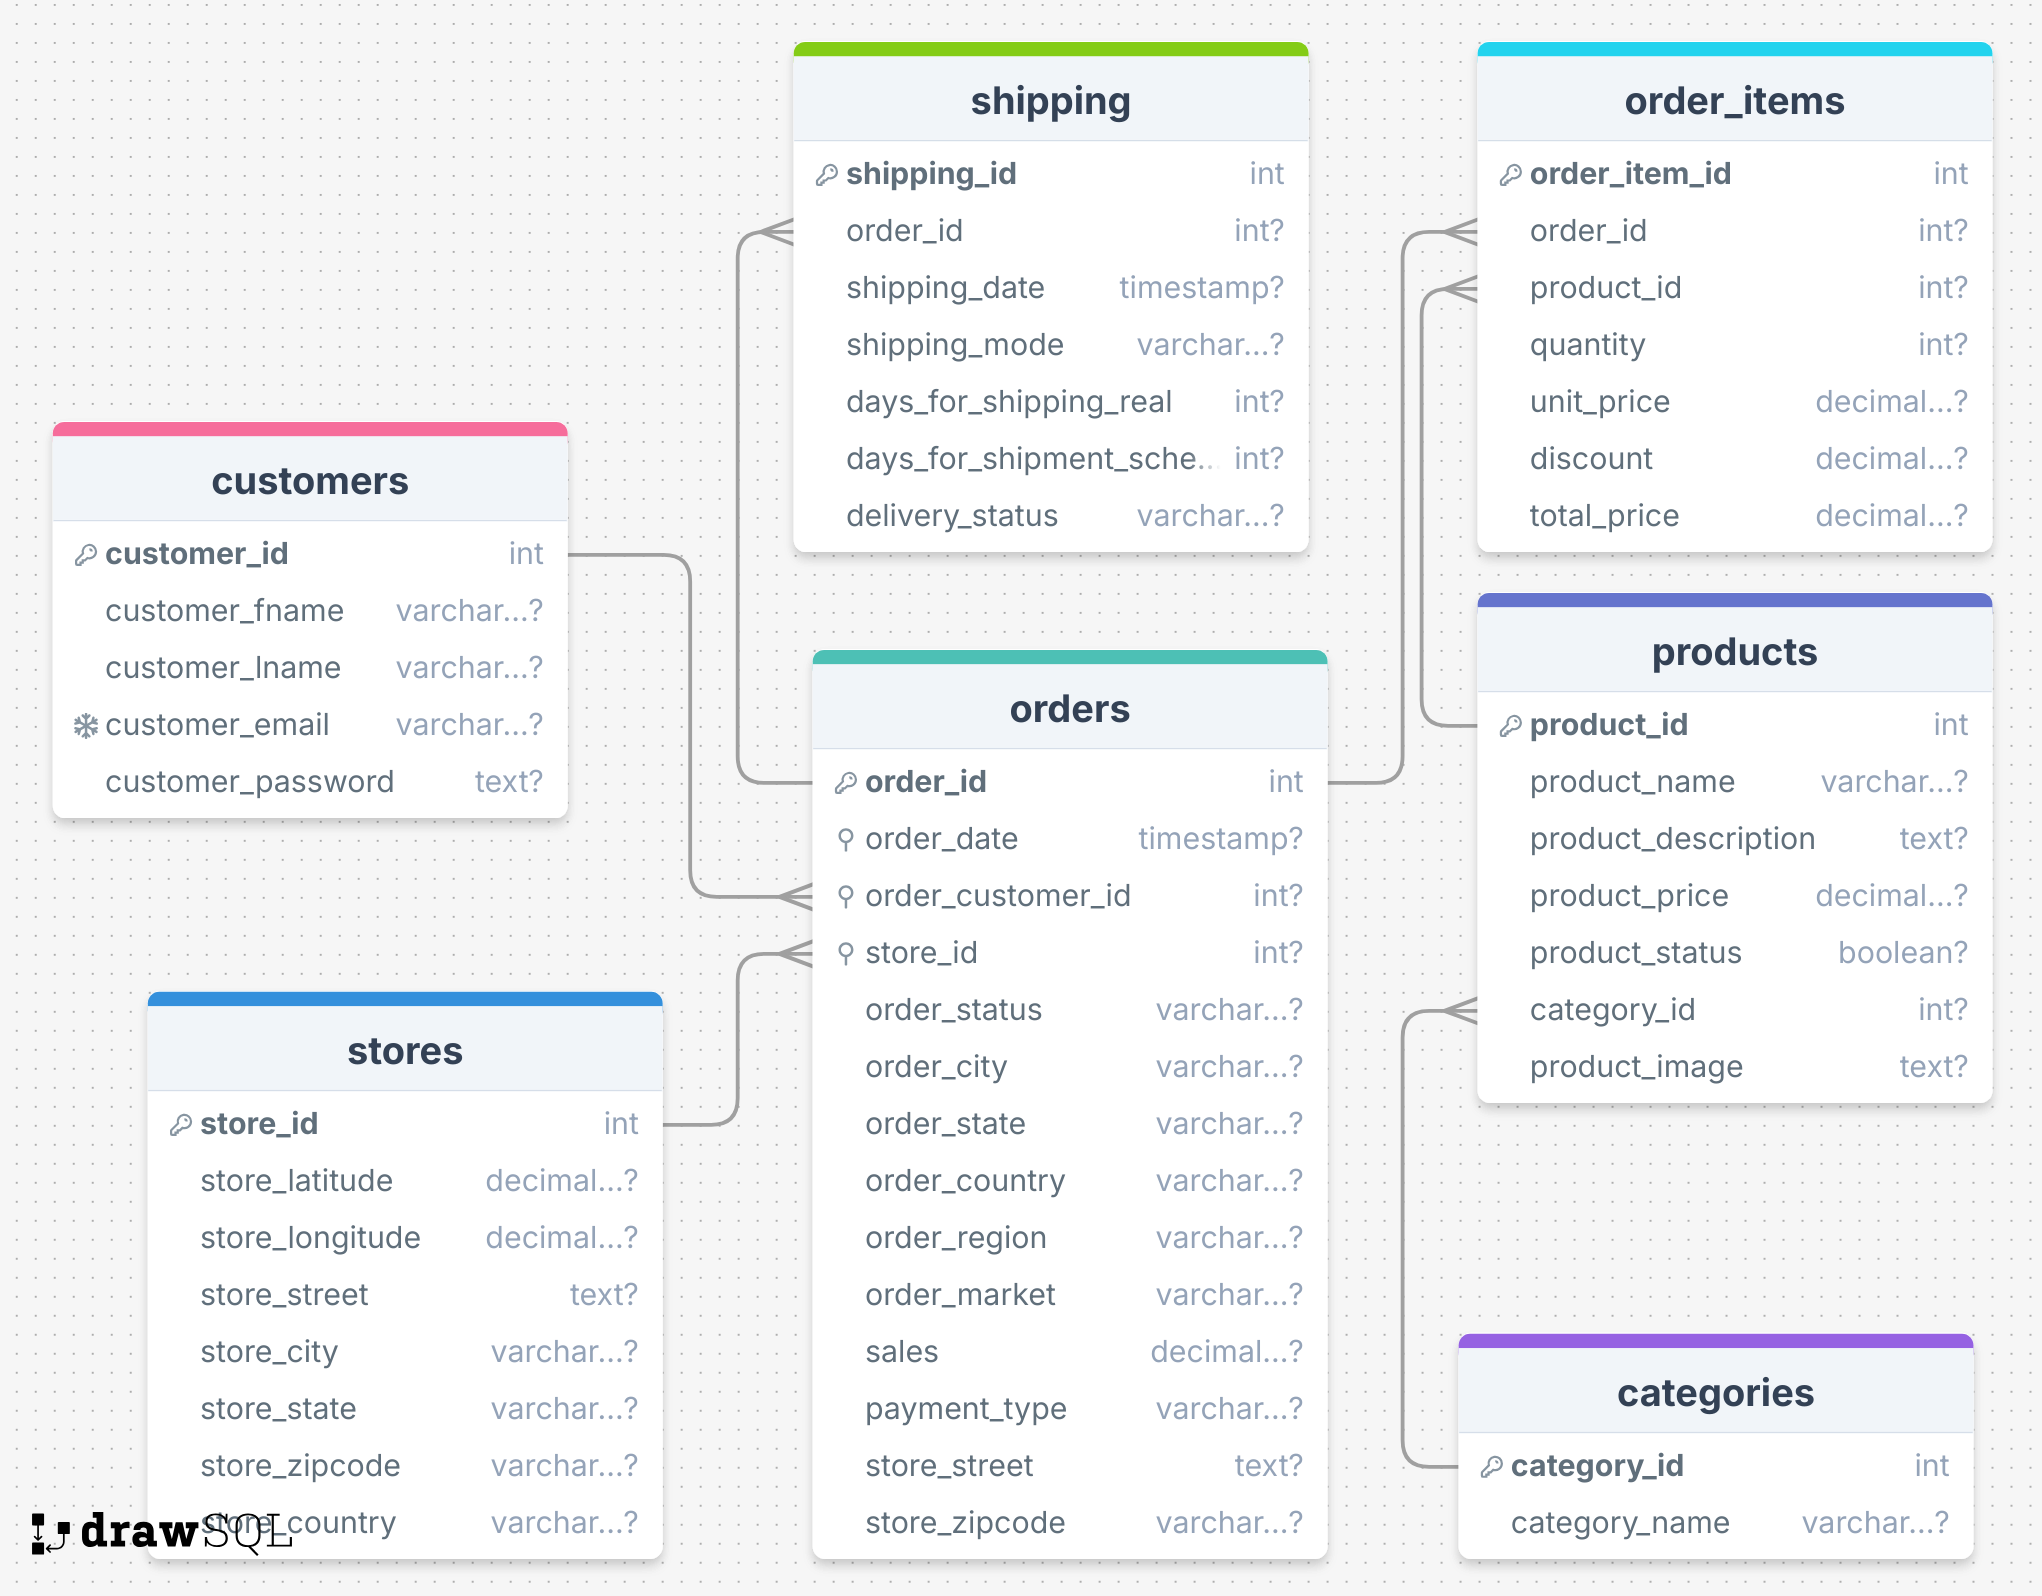 shipping
shipping_id int
order_id int?
shipping_date timestamp?
shipping_mode varchar...?
days_for_shipping_real int?
days_for_shipment_sche... int?
delivery_status varchar...?
order_items
order_item_id int
order_id int?
product_id int?
quantity int?
unit_price decimal...?
discount decimal...?
total_price decimal...?
customers
customer_id int
customer_fname varchar...?
customer_lname varchar...?
customer_email varchar...?
customer_password text?
orders
order_id int
order_date timestamp?
order_customer_id int?
store_id int?
order_status varchar...?
order_city varchar...?
order_state varchar...?
order_country varchar...?
order_region varchar...?
order_market varchar...?
sales decimal...?
payment_type varchar...?
store_street text?
store_zipcode varchar...?
products
product_id int
product_name varchar...?
product_description text?
product_price decimal...?
product_status boolean?
category_id int?
product_image text?
stores
store_id int
store_latitude decimal...?
store_longitude decimal...?
store_street text?
store_city varchar...?
store_state varchar...?
store_zipcode varchar...?
store_country varchar...?
categories
category_id int
category_name varchar...?
drawSQL